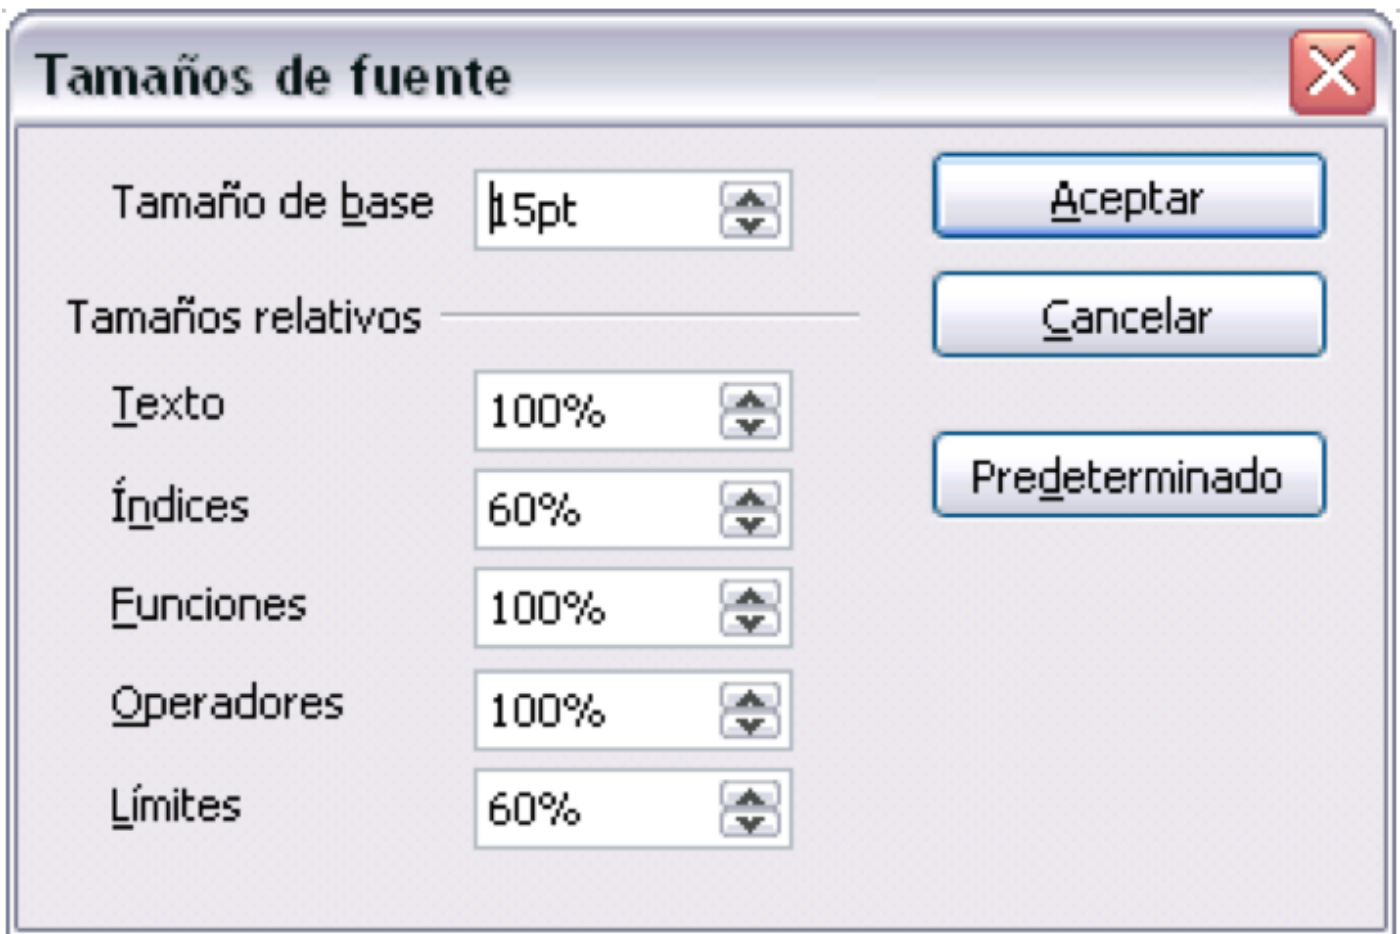 Tamaños de fuente
Tamaño de base 15pt Aceptar
Tamaños relativos Cancelar
Texto 100%
Predeterminado
Índices 60%
Funciones 100%
Operadores 100%
Límites 60%